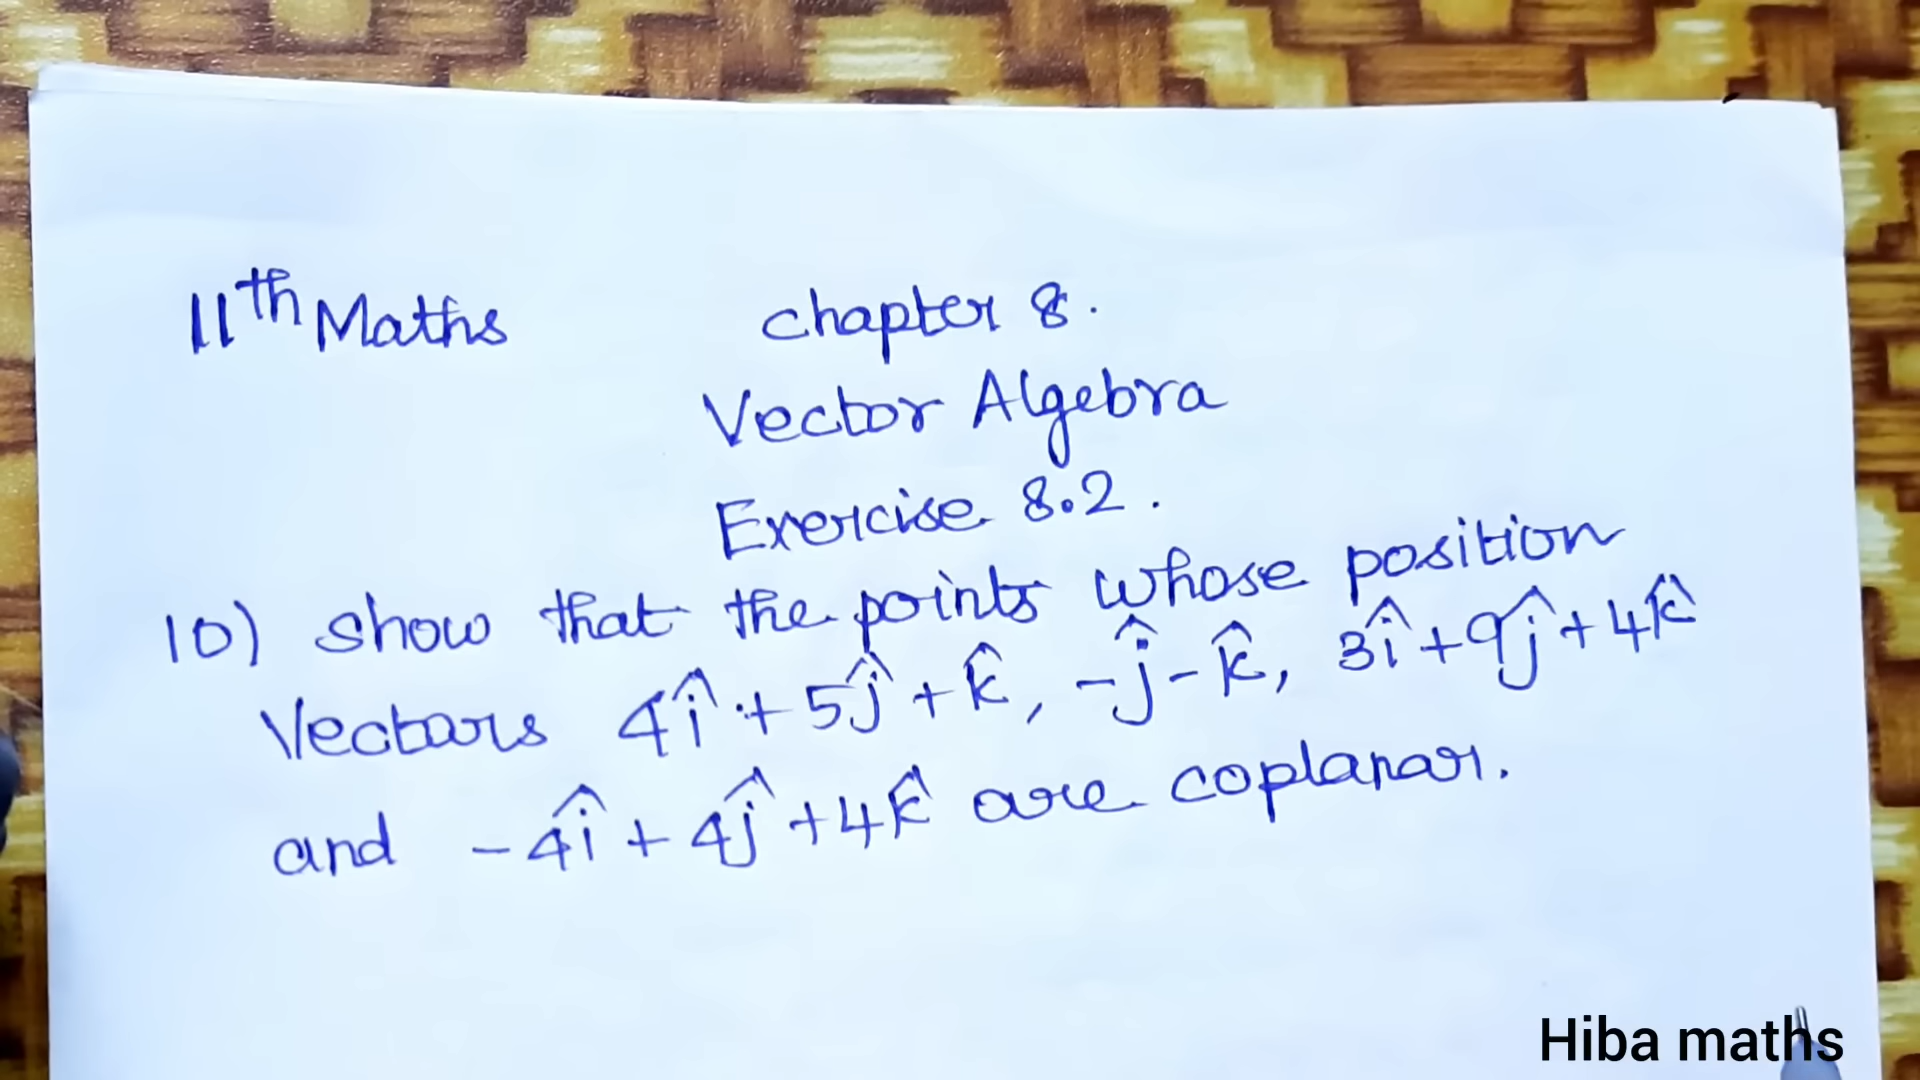 11th Maths chapter 8.
Vector Algebra
Exercise 8.2.
10) show that the points whose position
Vectors 4î + 5ĵ + k̂, -ĵ - k̂, 3î + 9ĵ + 4k̂
and -4î + 4ĵ + 4k̂ are coplanar.
Hiba maths